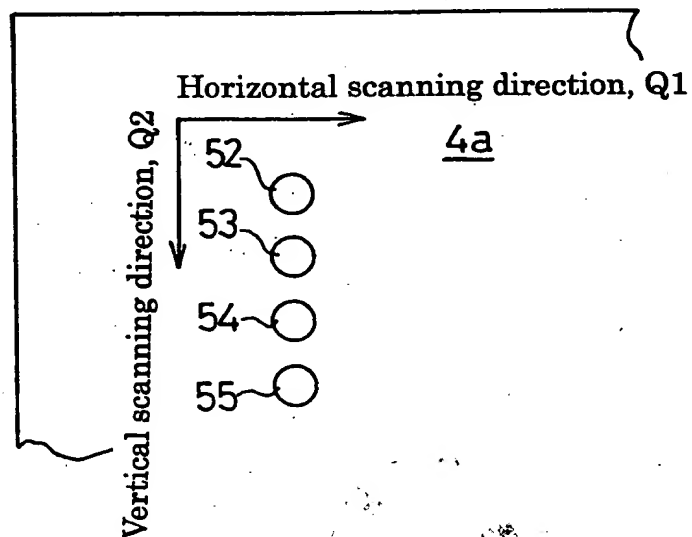 Horizontal scanning direction, Q1
Vertical scanning direction, Q2
4a
52
53
54
55